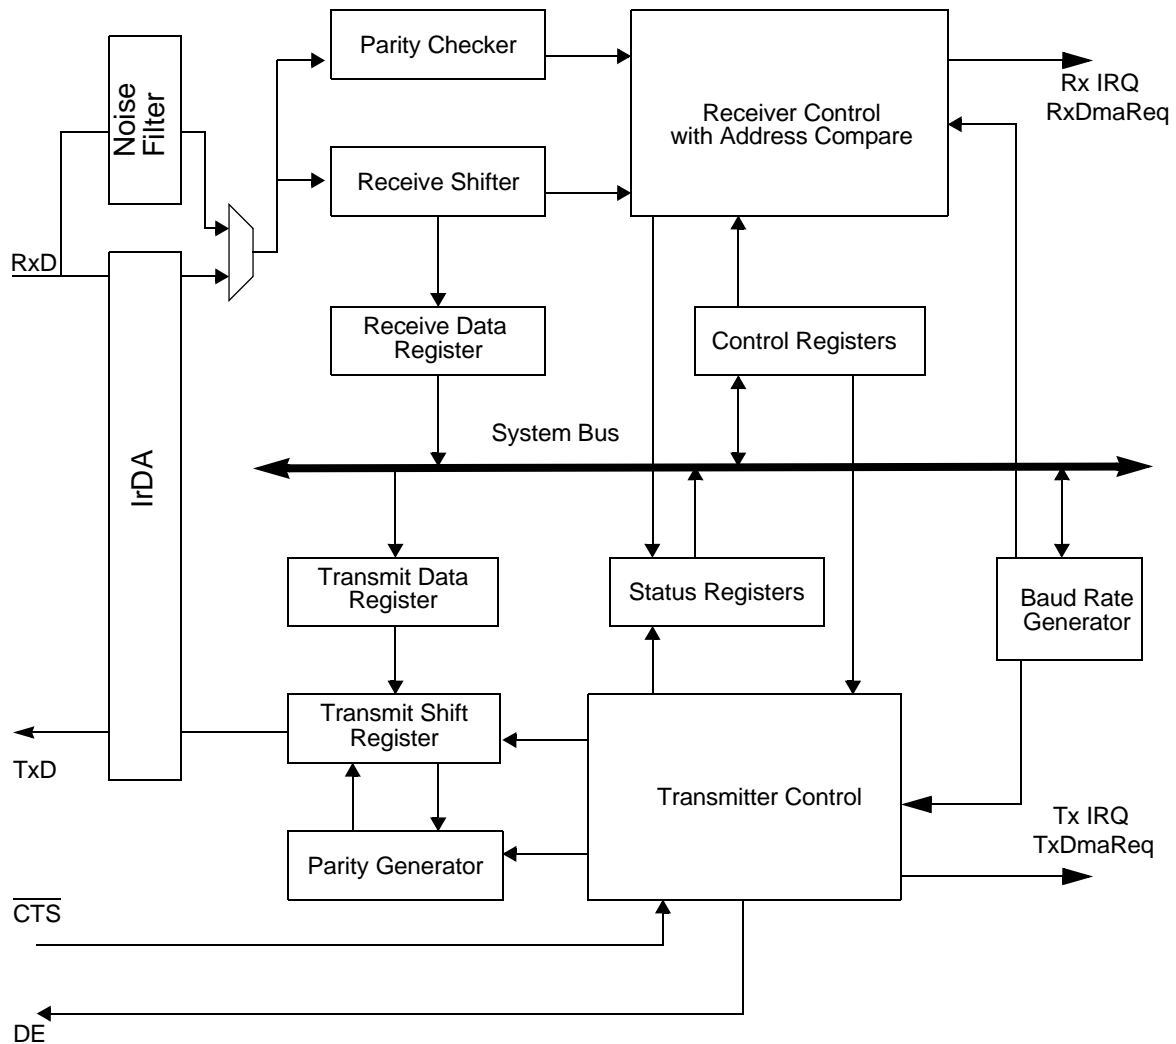 Parity Checker
Noise
Filter
Rx IRQ
RxDmaReq
Receiver Control
with Address Compare
Receive Shifter
RxD
Receive Data
Register
Control Registers
System Bus
IrDA
Transmit Data
Register
Status Registers
Baud Rate
Generator
Transmit Shift
Register
TxD
Transmitter Control
Tx IRQ
TxDmaReq
Parity Generator
CTS
DE